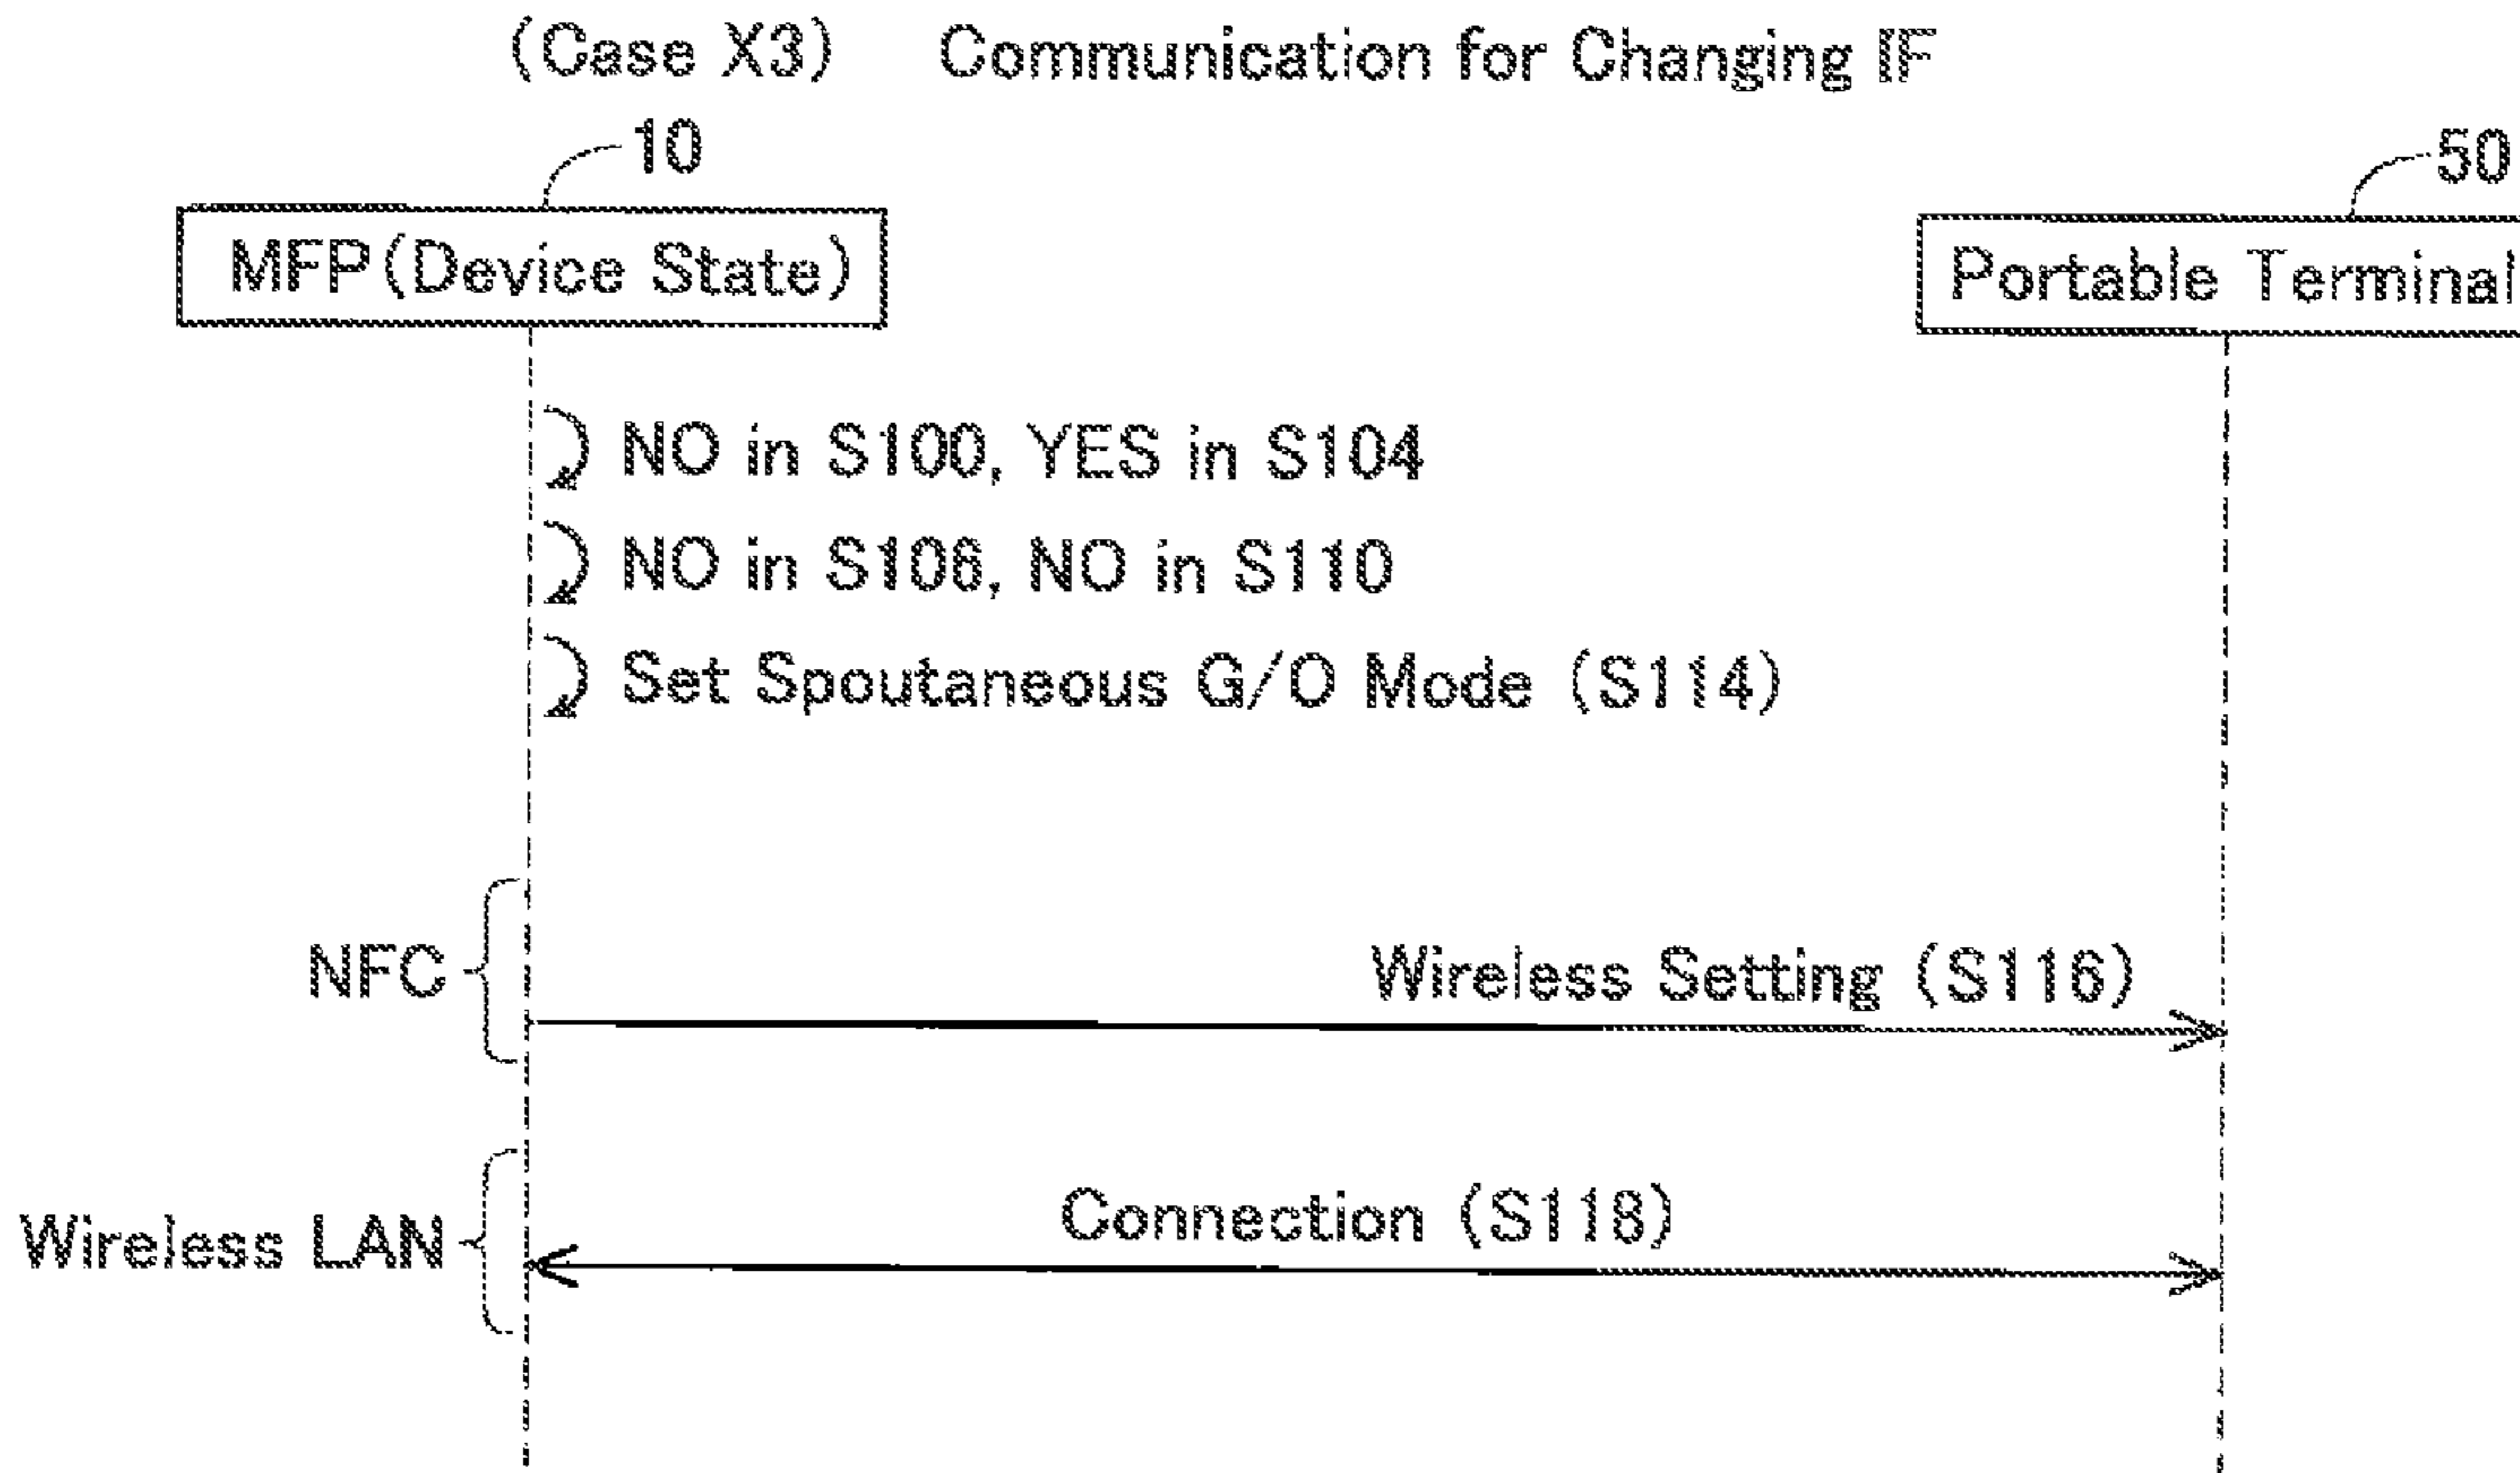 (Case X3) Communication for Changing IF
10
50
MFP(Device State)
Portable Terminal
NO in S100, YES in S104
NO in S106, NO in S110
Set Spoutaneous G/O Mode (S114)
NFC
Wireless Setting (S116)
Wireless LAN
Connection (S118)